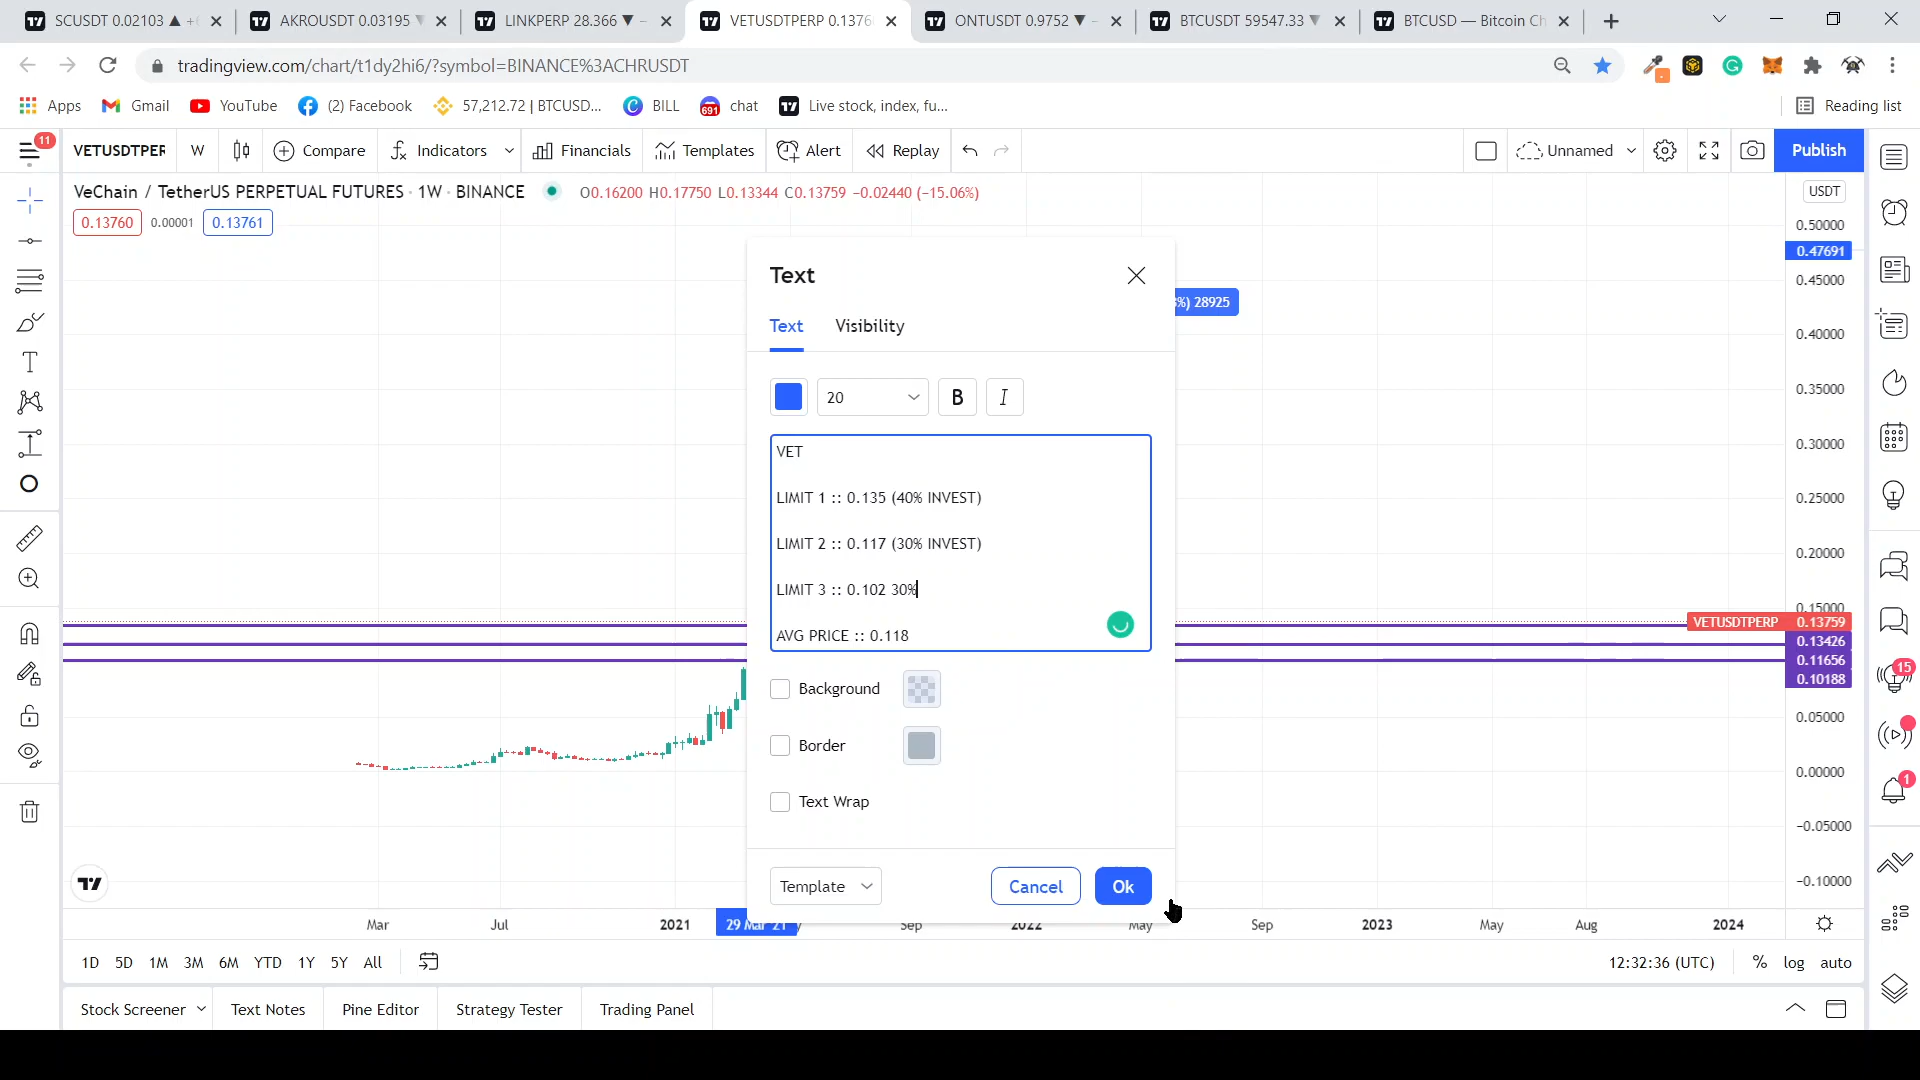 SCUSDT 0.02103 ▲ +
AKROUSDT 0.03195 ▼
LINKPERP 28.366 ▼ −
VETUSDTPERP 0.1376
ONTUSDT 0.9752 ▼ −
BTCUSDT 59547.33 ▼
BTCUSD — Bitcoin Ch
tradingview.com/chart/t1dy2hi6/?symbol=BINANCE%3ACHRUSDT
Apps
Gmail
YouTube
(2) Facebook
57,212.72 | BTCUSD...
BILL
691
chat
Live stock, index, fu...
Reading list
11
VETUSDTPER
W
Compare
Indicators
Financials
Templates
Alert
Replay
Unnamed
Publish
VeChain / TetherUS PERPETUAL FUTURES · 1W · BINANCE
O0.16200 H0.17750 L0.13344 C0.13759 −0.02440 (−15.06%)
0.13760
0.00001
0.13761
USDT
0.50000
0.47691
0.45000
0.40000
0.35000
0.30000
0.25000
0.20000
0.15000
VETUSDTPERP 0.13759
0.13426
0.11656
0.10188
0.05000
0.00000
−0.05000
−0.10000
%) 28925
Text
Text
Visibility
20
B
I
VET
LIMIT 1 :: 0.135 (40% INVEST)
LIMIT 2 :: 0.117 (30% INVEST)
LIMIT 3 :: 0.102 30%
AVG PRICE :: 0.118
Background
Border
Text Wrap
Template
Cancel
Ok
15
1
Mar
Jul
2021
29 Mar '21
Sep
2022
May
Sep
2023
May
Aug
2024
1D
5D
1M
3M
6M
YTD
1Y
5Y
All
12:32:36 (UTC)
%
log
auto
Stock Screener
Text Notes
Pine Editor
Strategy Tester
Trading Panel